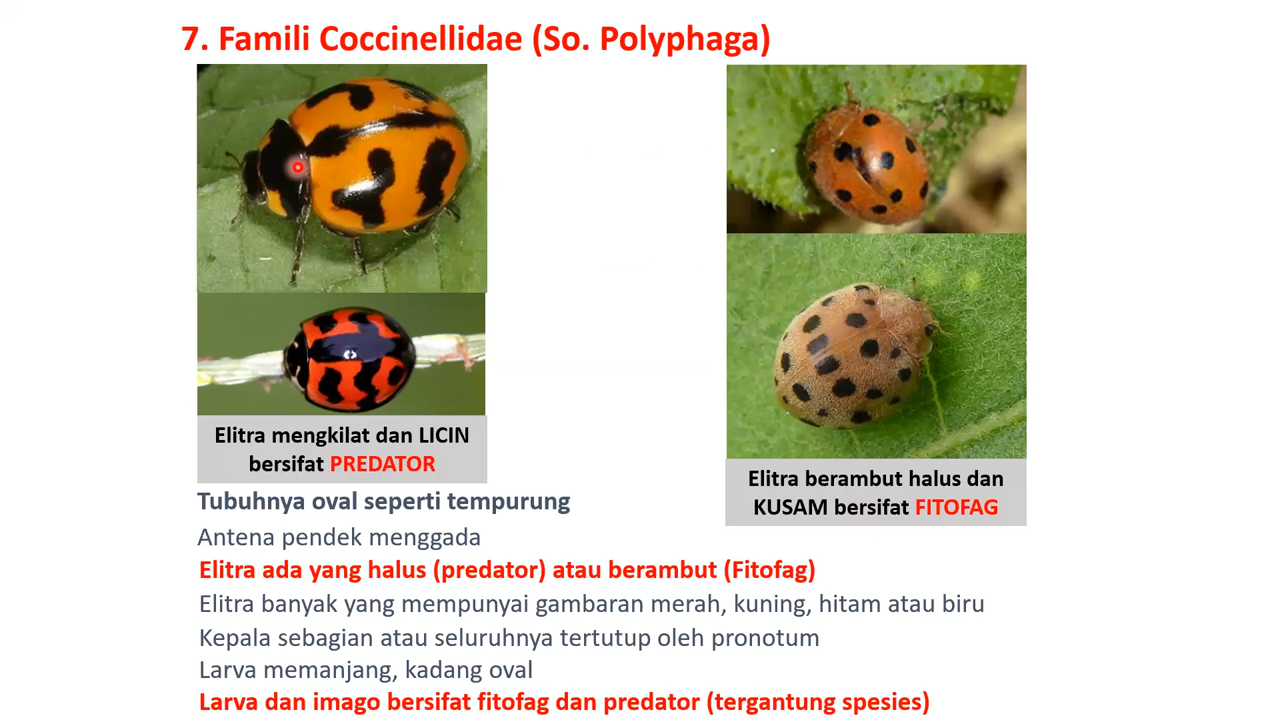 7. Famili Coccinellidae (So. Polyphaga)
Elitra mengkilat dan LICIN
bersifat PREDATOR
Elitra berambut halus dan
KUSAM bersifat FITOFAG
Tubuhnya oval seperti tempurung
Antena pendek menggada
Elitra ada yang halus (predator) atau berambut (Fitofag)
Elitra banyak yang mempunyai gambaran merah, kuning, hitam atau biru
Kepala sebagian atau seluruhnya tertutup oleh pronotum
Larva memanjang, kadang oval
Larva dan imago bersifat fitofag dan predator (tergantung spesies)